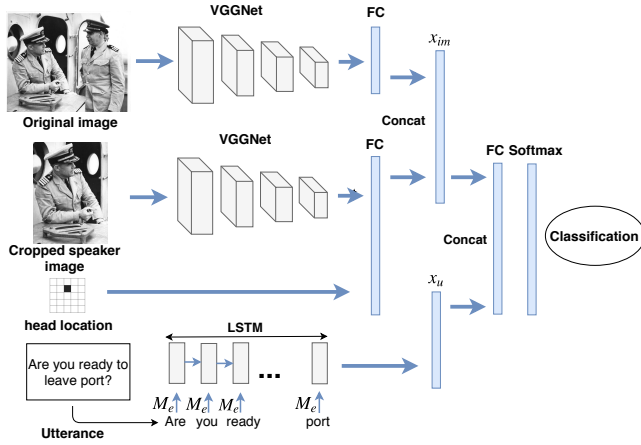 VGGNet
FC
x_im
Original image
Concat
VGGNet
FC
FC Softmax
Cropped speaker
image
Concat
Classification
head location
x_u
LSTM
Are you ready to
leave port?
...
M_e M_e M_e M_e
Are you ready port
Utterance